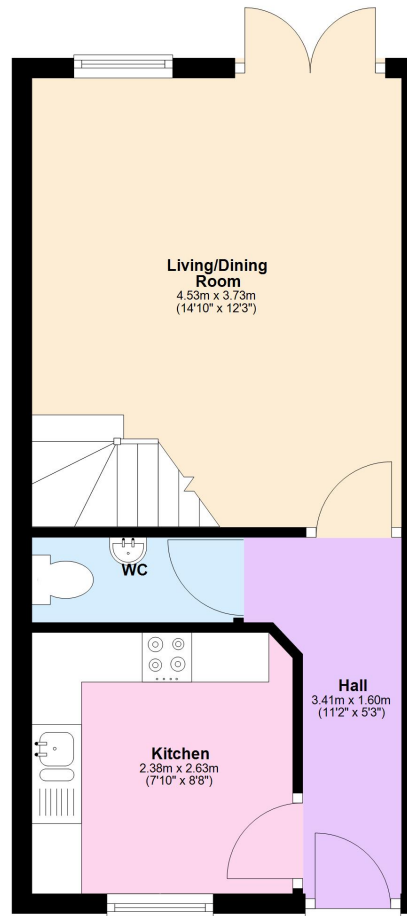 Living/Dining
Room
4.53m x 3.73m
(14'10" x 12'3")
WC
Hall
3.41m x 1.60m
(11'2" x 5'3")
Kitchen
2.38m x 2.63m
(7'10" x 8'8")